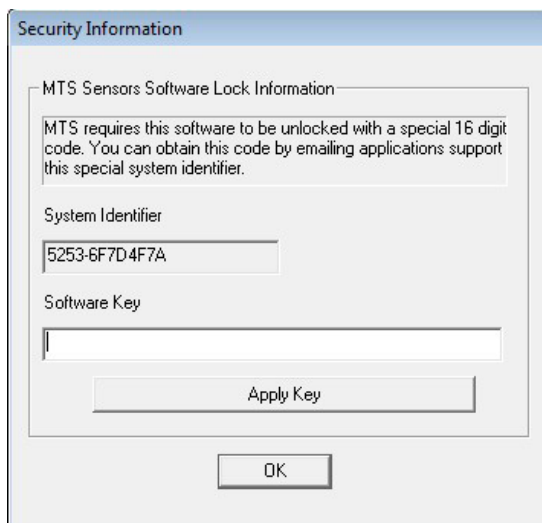 Security Information
MTS Sensors Software Lock Information
MTS requires this software to be unlocked with a special 16 digit
code. You can obtain this code by emailing applications support
this special system identifier.
System Identifier
5253-6F7D4F7A
Software Key
Apply Key
OK